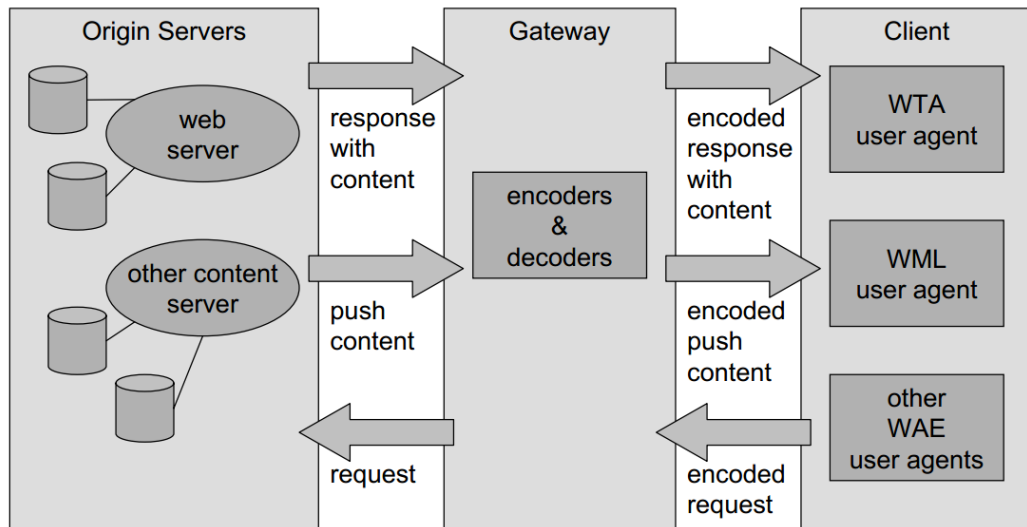 Origin Servers
Gateway
Client
web
server
other content
server
response
with
content
push
content
request
encoders
&
decoders
encoded
response
with
content
encoded
push
content
encoded
request
WTA
user agent
WML
user agent
other
WAE
user agents